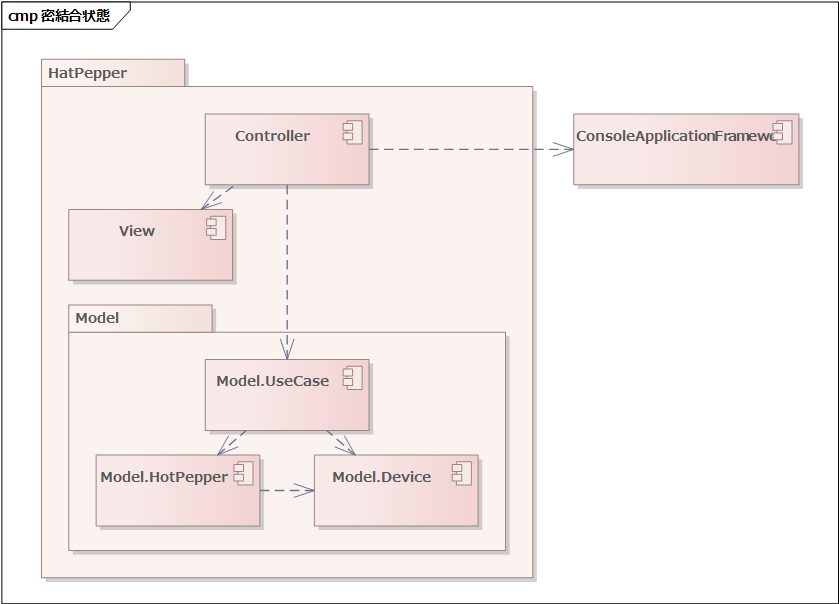 cmp 密結合状態
HatPepper
Controller
ConsoleApplicationFramewo
View
Model
Model.UseCase
Model.HotPepper
Model.Device